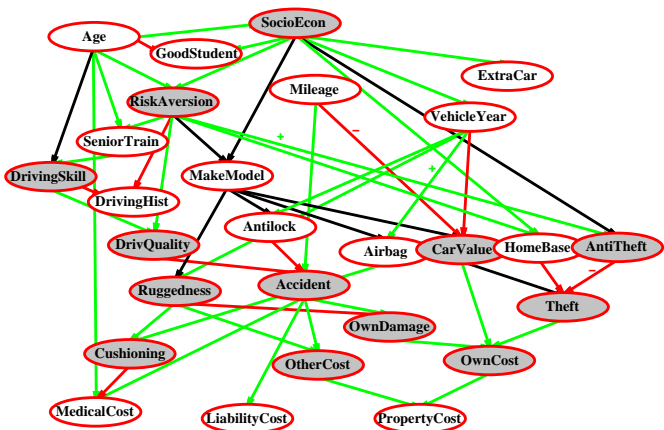 SocioEcon
Age
GoodStudent
ExtraCar
Mileage
RiskAversion
VehicleYear
+
−
SeniorTrain
+
DrivingSkill
MakeModel
DrivingHist
Antilock
DrivQuality
Airbag
CarValue
HomeBase
AntiTheft
−
Ruggedness
Accident
Theft
OwnDamage
Cushioning
OtherCost
OwnCost
MedicalCost
LiabilityCost
PropertyCost